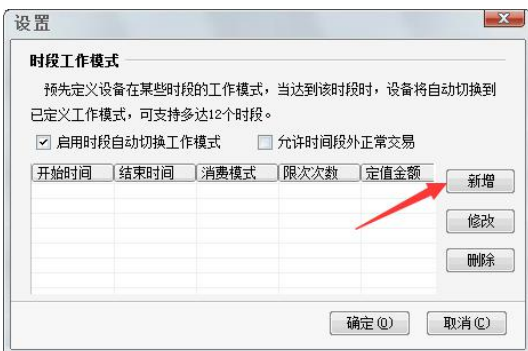 设置
时段工作模式
预先定义设备在某些时段的工作模式，当达到该时段时，设备将自动切换到
已定义工作模式，可支持多达12个时段。
启用时段自动切换工作模式 允许时间段外正常交易
开始时间 结束时间 消费模式 限次次数 定值金额
新增
修改
删除
确定(O) 取消(C)